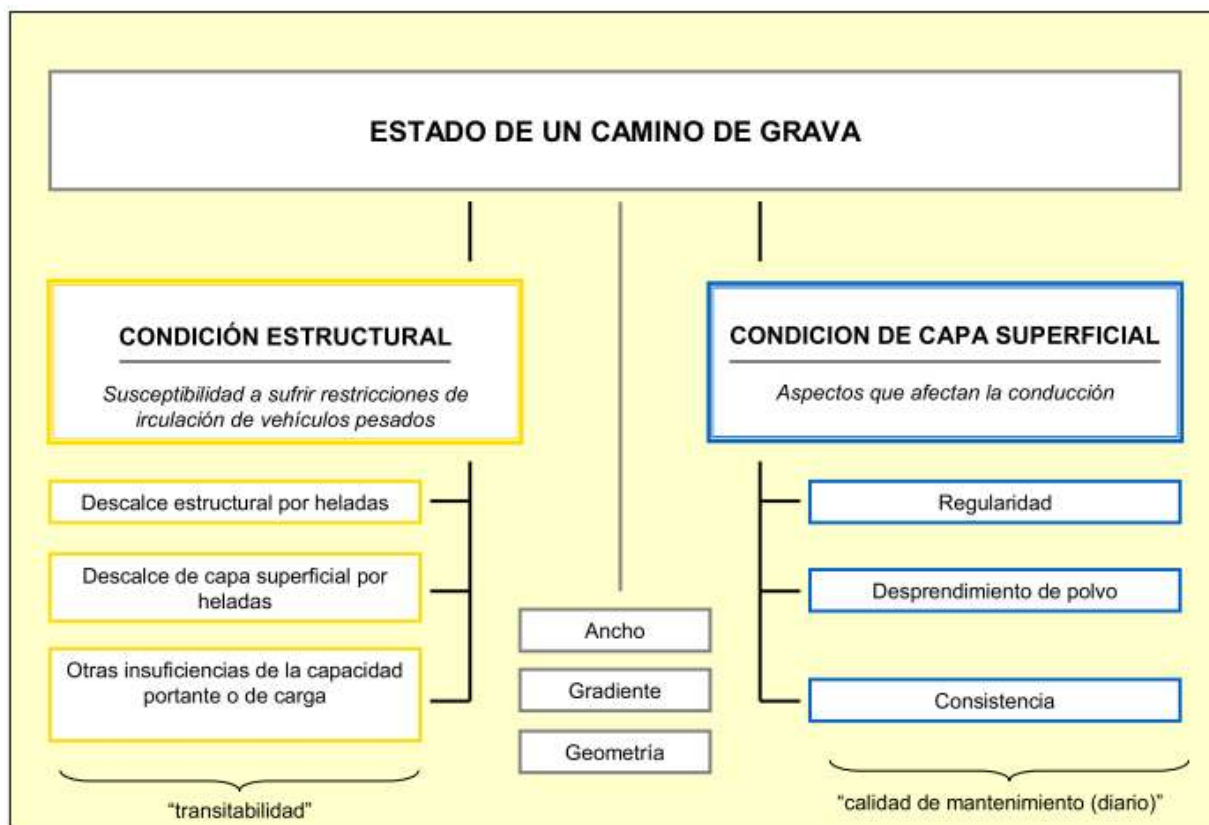 ESTADO DE UN CAMINO DE GRAVA
CONDICIÓN ESTRUCTURAL
Susceptibilidad a sufrir restricciones de
irculación de vehículos pesados
Descalce estructural por heladas
Descalce de capa superficial por
heladas
Otras insuficiencias de la capacidad
portante o de carga
“transitabilidad”
Ancho
Gradiente
Geometría
CONDICION DE CAPA SUPERFICIAL
Aspectos que afectan la conducción
Regularidad
Desprendimiento de polvo
Consistencia
“calidad de mantenimiento (diario)”